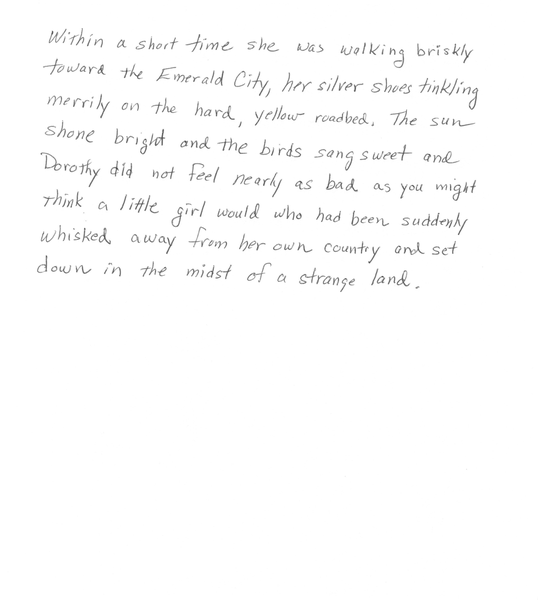 Within a short time she was walking briskly
toward the Emerald City, her silver shoes tinkling
merrily on the hard, yellow roadbed. The sun
shone bright and the birds sang sweet and
Dorothy did not feel nearly as bad as you might
think a little girl would who had been suddenly
whisked away from her own country and set
down in the midst of a strange land.